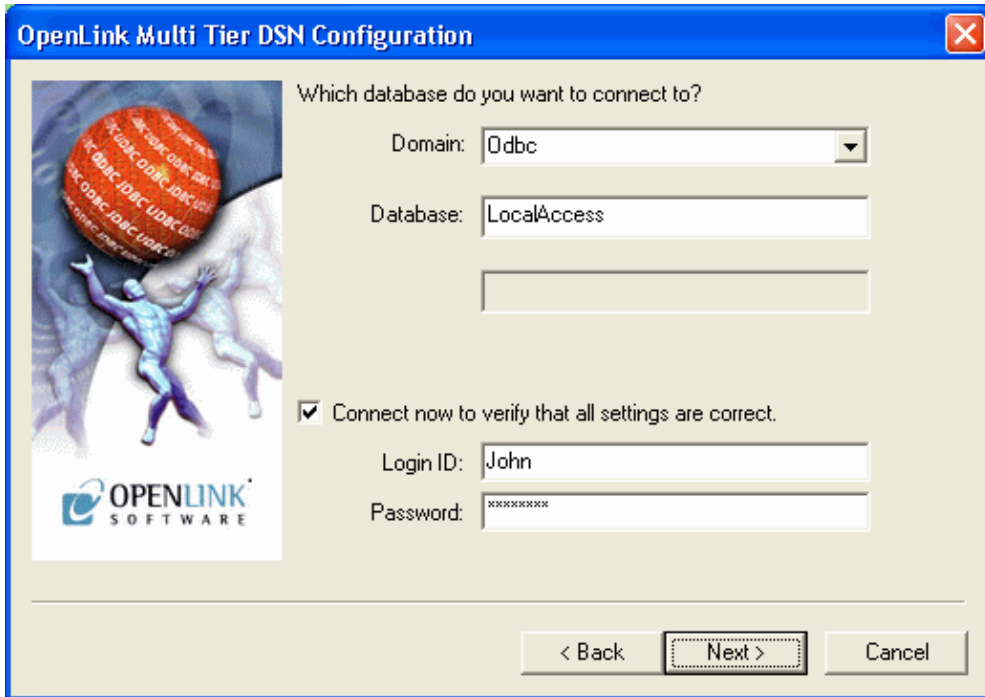 OpenLink Multi Tier DSN Configuration
Which database do you want to connect to?
Domain: Odbc
Database: LocalAccess
Connect now to verify that all settings are correct.
Login ID: John
Password: ********
OPENLINK
SOFTWARE
< Back
Next >
Cancel